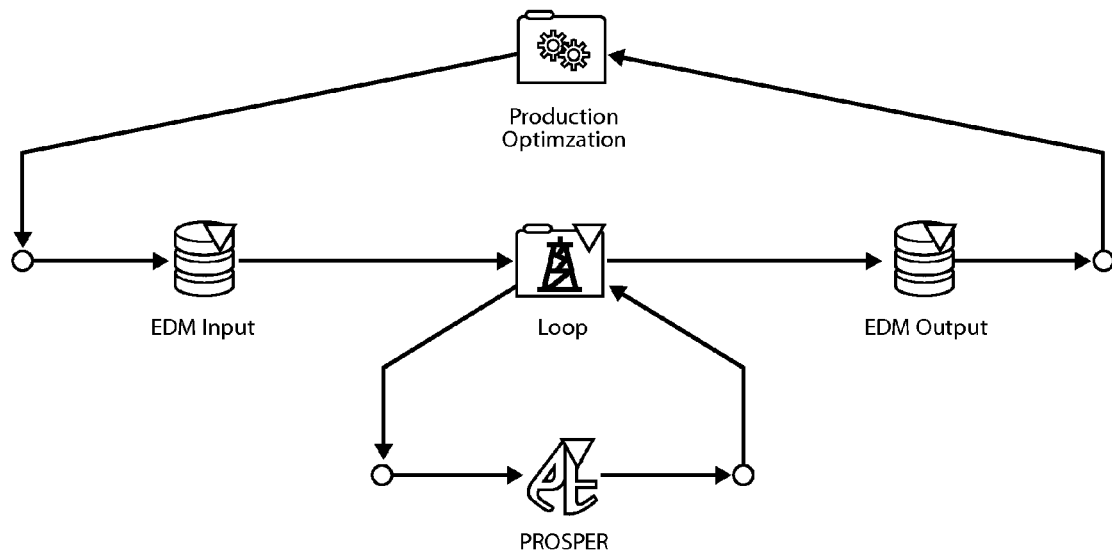 Production
Optimzation
EDM Input
Loop
EDM Output
PROSPER